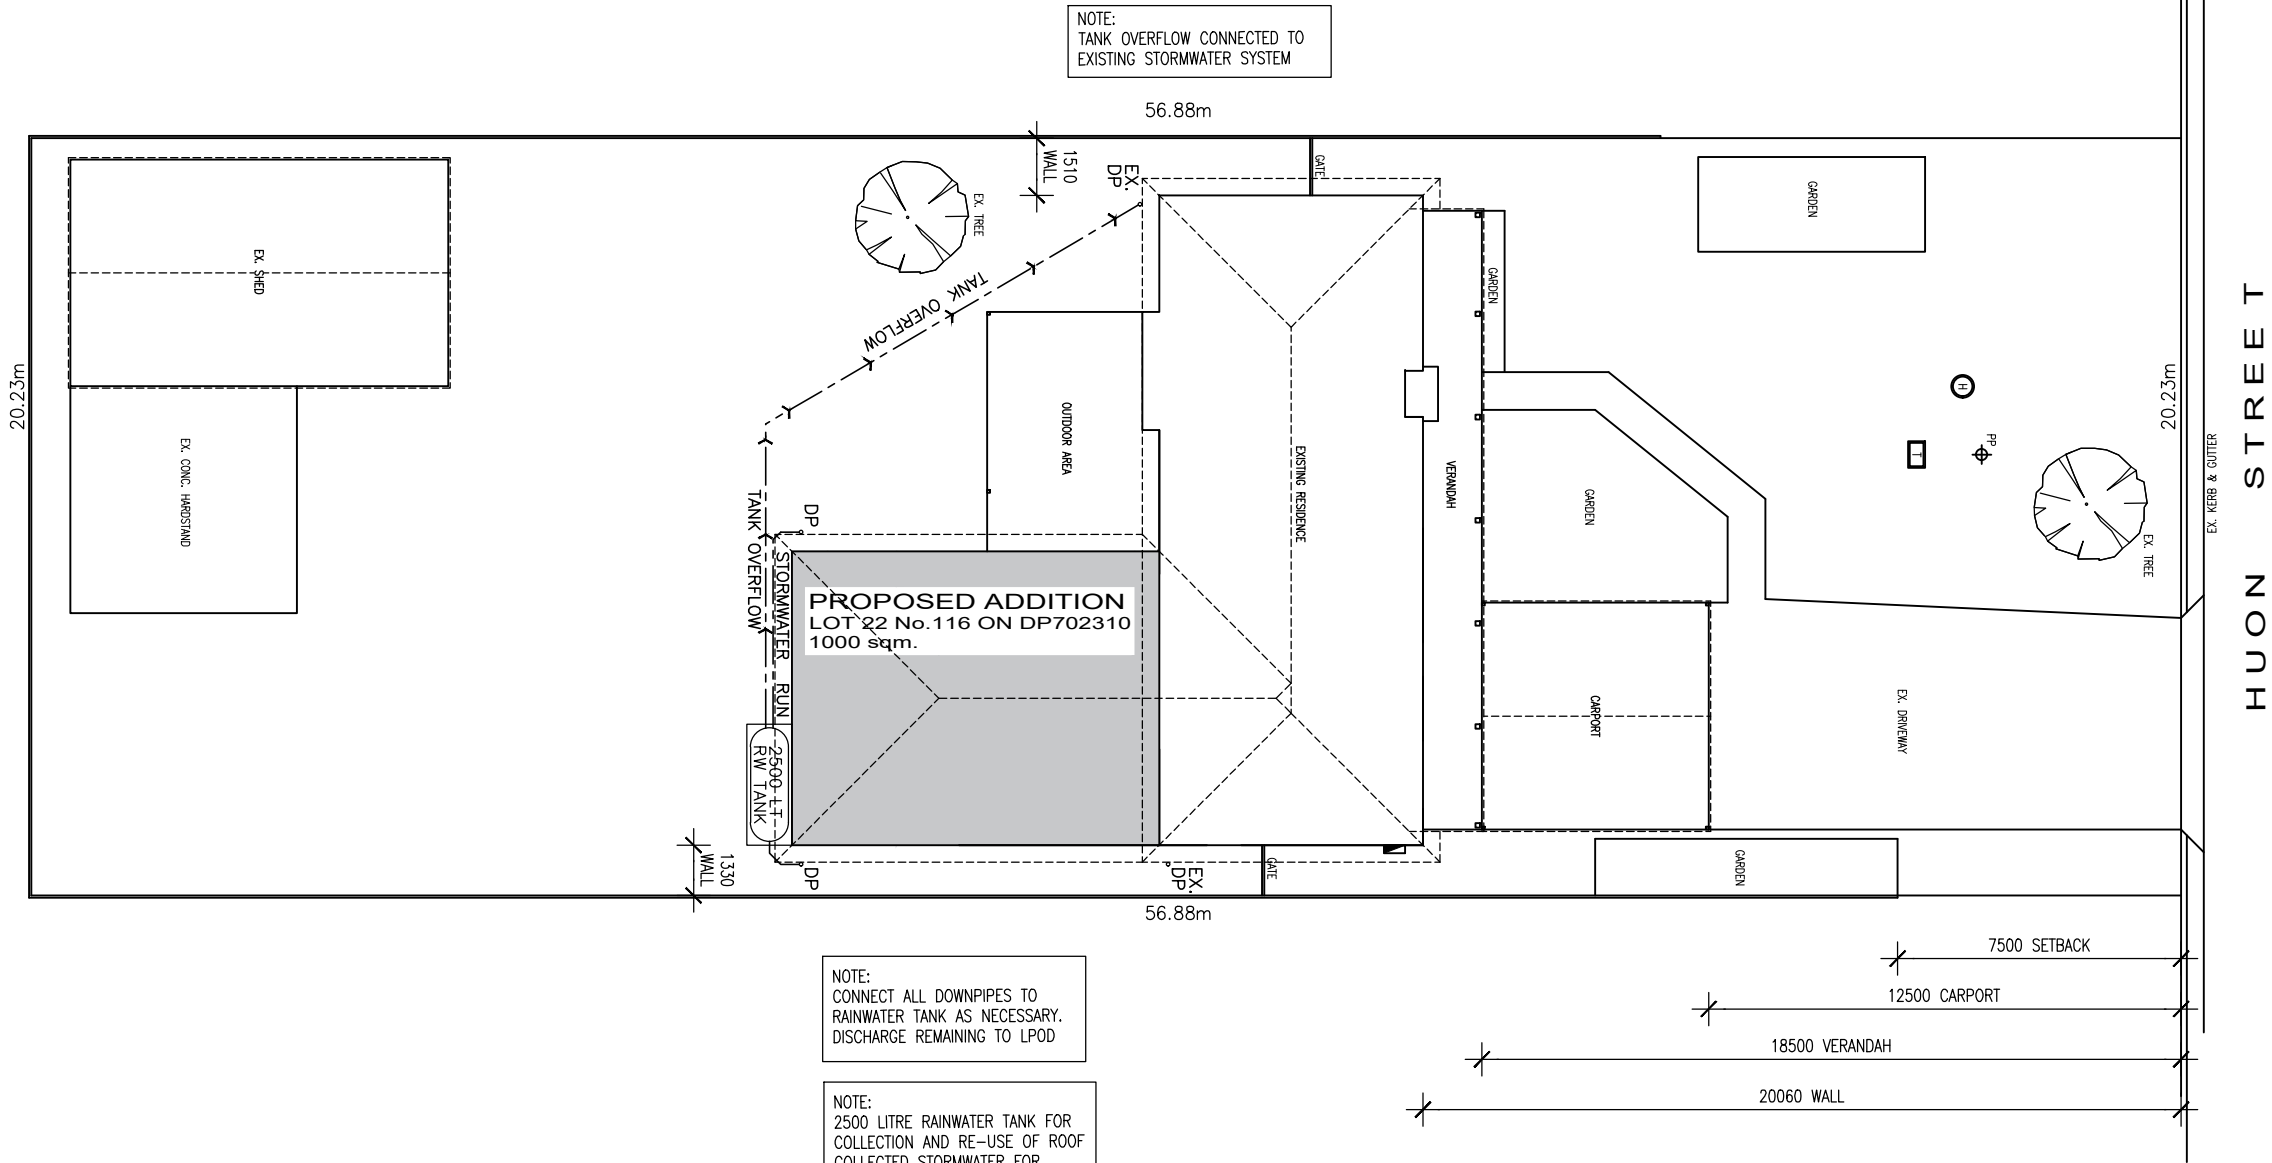 NOTE:
TANK OVERFLOW CONNECTED TO
EXISTING STORMWATER SYSTEM
56.88m
1510
WALL
EX.
DP
GATE
GARDEN
EX. TREE
EX. SHED
TANK OVERFLOW
GARDEN
HUON STREET
20.23m
20.23m
H
OUTDOOR AREA
EXISTING RESIDENCE
VERANDAH
PP
T
EX. KERB & GUTTER
EX. CONC. HARDSTAND
GARDEN
EX. TREE
DP
TANK OVERFLOW
STORMWATER RUN
PROPOSED ADDITION
LOT 22 No.116 ON DP702310
1000 sqm.
CARPORT
EX. DRIVEWAY
2500 LT
RW TANK
1330
WALL
DP
EX.
DP
GATE
GARDEN
56.88m
7500 SETBACK
NOTE:
CONNECT ALL DOWNPIPES TO
RAINWATER TANK AS NECESSARY.
DISCHARGE REMAINING TO LPOD
12500 CARPORT
18500 VERANDAH
20060 WALL
NOTE:
2500 LITRE RAINWATER TANK FOR
COLLECTION AND RE-USE OF ROOF
COLLECTED STORMWATER FOR